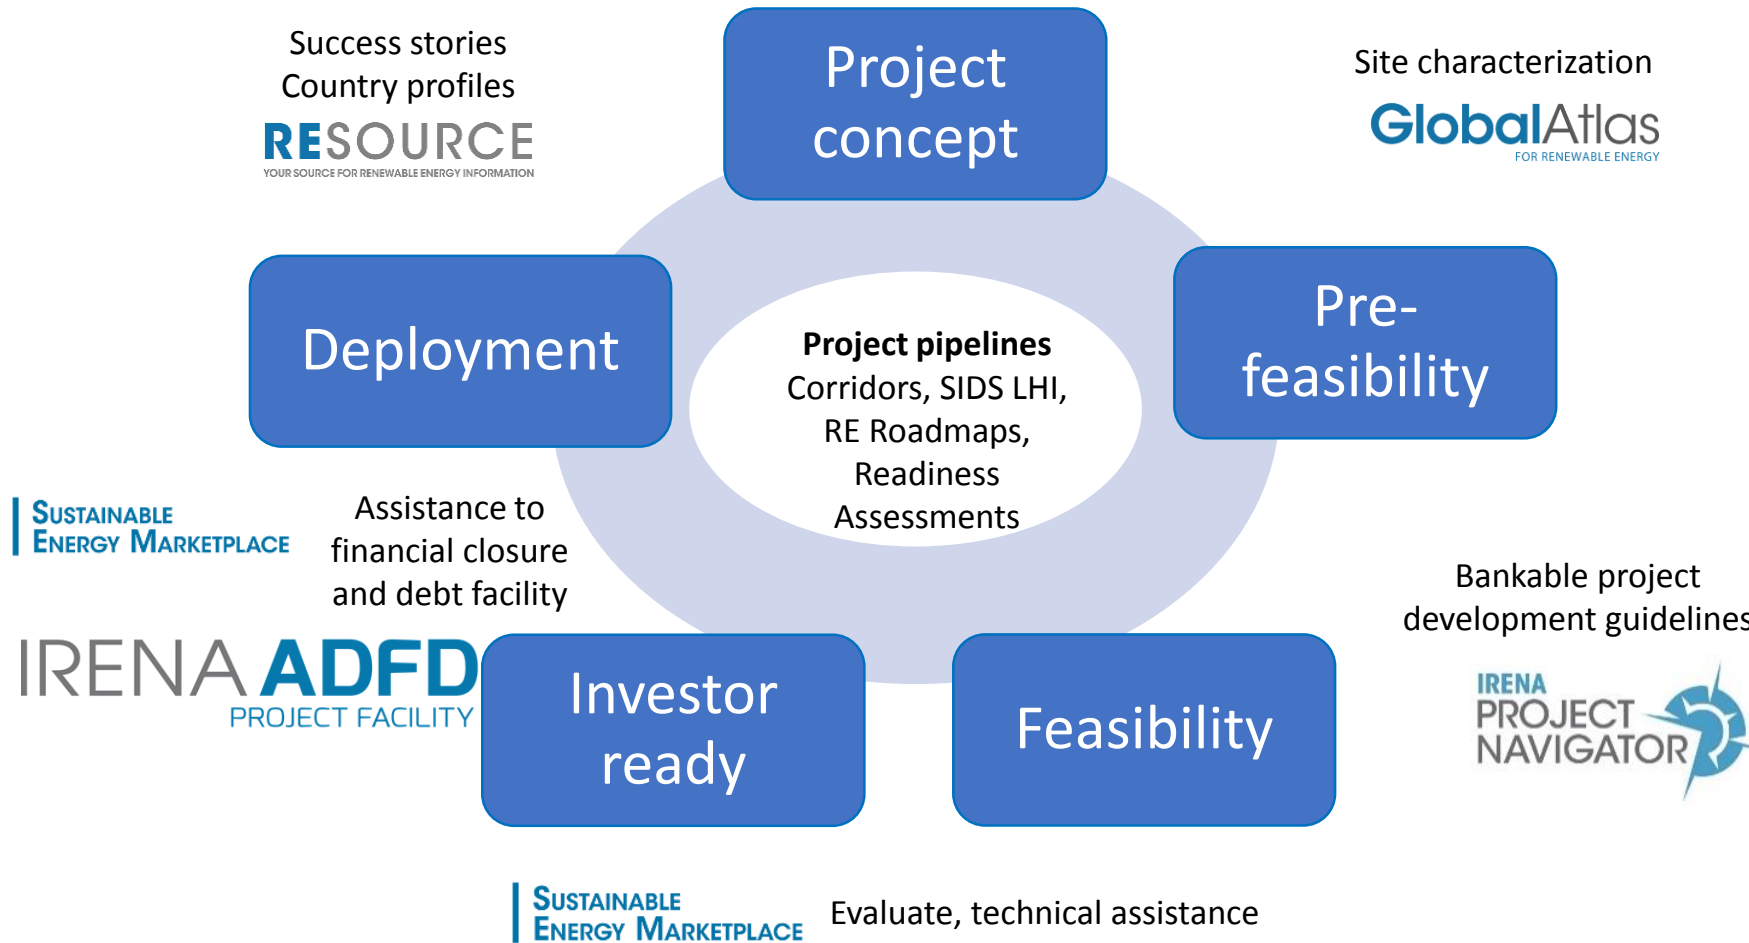 Success stories
Country profiles
RESOURCE
YOUR SOURCE FOR RENEWABLE ENERGY INFORMATION
Project
concept
Site characterization
GlobalAtlas
FOR RENEWABLE ENERGY
Deployment
Project pipelines
Corridors, SIDS LHI,
RE Roadmaps,
Readiness
Assessments
Pre-
feasibility
SUSTAINABLE
ENERGY MARKETPLACE
Assistance to
financial closure
and debt facility
IRENA ADFD
PROJECT FACILITY
Investor
ready
Feasibility
Bankable project
development guidelines
IRENA
PROJECT
NAVIGATOR
SUSTAINABLE
ENERGY MARKETPLACE
Evaluate, technical assistance